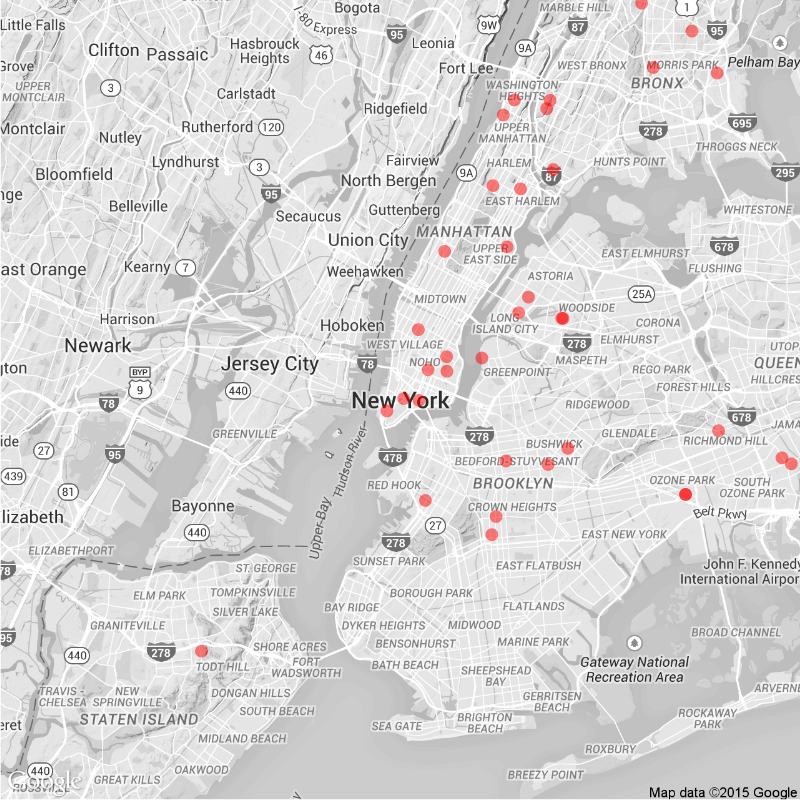 Little Falls
Bogota
MARBLE HILL
1
I-80 Express
9W
87
95
Clifton
Passaic
Hasbrouck
Heights
95
Leonia
9A
46
Fort Lee
WEST BRONX
MORRIS PARK
Pelham Bay
Grove
BRONX
UPPER
MONTCLAIR
3
Carlstadt
WASHINGTON
HEIGHTS
Ridgefield
Montclair
Rutherford
120
UPPER
MANHATTAN
278
695
Nutley
THROGGS NECK
Lyndhurst
3
Fairview
HARLEM
HUNTS POINT
Bloomfield
North Bergen
9A
87
295
95
nge
Belleville
Guttenberg
EAST HARLEM
Secaucus
WHITESTONE
Union City
MANHATTAN
678
East Orange
Kearny
7
UPPER
EAST SIDE
EAST ELMHURST
Weehawken
FLUSHING
ASTORIA
MIDTOWN
25A
Harrison
WOODSIDE
Hoboken
LONG
ISLAND CITY
CORONA
Newark
WEST VILLAGE
278
ELMHURST
UTOP
Jersey City
78
NOHO
MASPETH
QUEEN
BYP
9
GREENPOINT
REGO PARK
HILLCRES
440
FOREST HILLS
78
New York
RIDGEWOOD
678
JAMA
GREENVILLE
278
GLENDALE
RICHMOND HILL
27
BUSHWICK
95
478
BEDFORD-STUYVESANT
439
Hudson River
BROOKLYN
OZONE PARK
SOUTH
OZONE PARK
81
RED HOOK
Bayonne
CROWN HEIGHTS
Belt Pkwy
lizabeth
440
Upper Bay
27
EAST NEW YORK
ELIZABETHPORT
278
SUNSET PARK
EAST FLATBUSH
John F. Kennedy
International Airpor
78
ST. GEORGE
ELM PARK
TOMPKINSVILLE
BOROUGH PARK
SILVER LAKE
BAY RIDGE
FLATLANDS
GRANITEVILLE
DYKER HEIGHTS
MIDWOOD
BROAD CHANNEL
95
278
SHORE ACRES
BENSONHURST
MARINE PARK
440
TODT HILL
FORT
WADSWORTH
BATH BEACH
Gateway National
Recreation Area
SHEEPSHEAD
BAY
TRAVIS -
CHELSEA
NEW
SPRINGVILLE
DONGAN HILLS
ARVERNE
GERRITSEN
BEACH
STATEN ISLAND
SOUTH BEACH
BRIGHTON
BEACH
ROCKAWAY
PARK
SEA GATE
eret
MIDLAND BEACH
ROXBURY
440
OAKWOOD
BREEZY POINT
Google
GREAT KILLS
ROSSVILLE
Map data ©2015 Google